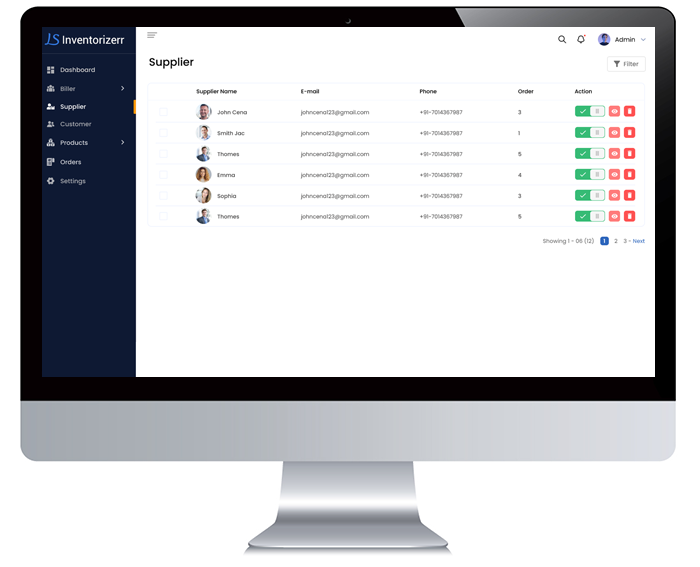 JS Inventorizerr
Admin
Supplier
Filter
Dashboard
Biller
Supplier
Customer
Products
Orders
Settings
Supplier Name E-mail Phone Order Action
John Cena johncena123@gmail.com +91-7014367987 3
Smith Jac johncena123@gmail.com +91-7014367987 1
Thomes johncena123@gmail.com +91-7014367987 5
Emma johncena123@gmail.com +91-7014367987 4
Sophia johncena123@gmail.com +91-7014367987 3
Thomes johncena123@gmail.com +91-7014367987 5
Showing 1 - 06 (12) 1 2 3 - Next